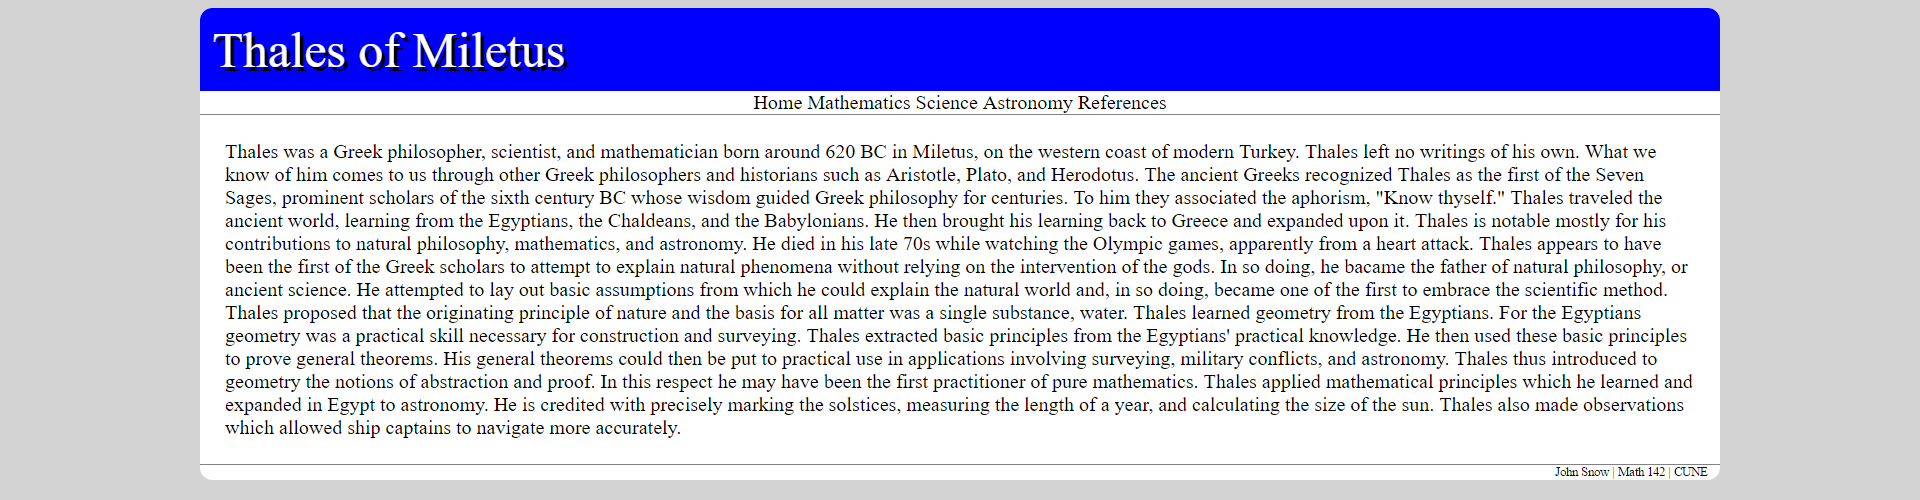 Thales of Miletus
Home Mathematics Science Astronomy References
Thales was a Greek philosopher, scientist, and mathematician born around 620 BC in Miletus, on the western coast of modern Turkey. Thales left no writings of his own. What we
know of him comes to us through other Greek philosophers and historians such as Aristotle, Plato, and Herodotus. The ancient Greeks recognized Thales as the first of the Seven
Sages, prominent scholars of the sixth century BC whose wisdom guided Greek philosophy for centuries. To him they associated the aphorism, "Know thyself." Thales traveled the
ancient world, learning from the Egyptians, the Chaldeans, and the Babylonians. He then brought his learning back to Greece and expanded upon it. Thales is notable mostly for his
contributions to natural philosophy, mathematics, and astronomy. He died in his late 70s while watching the Olympic games, apparently from a heart attack. Thales appears to have
been the first of the Greek scholars to attempt to explain natural phenomena without relying on the intervention of the gods. In so doing, he bacame the father of natural philosophy, or
ancient science. He attempted to lay out basic assumptions from which he could explain the natural world and, in so doing, became one of the first to embrace the scientific method.
Thales proposed that the originating principle of nature and the basis for all matter was a single substance, water. Thales learned geometry from the Egyptians. For the Egyptians
geometry was a practical skill necessary for construction and surveying. Thales extracted basic principles from the Egyptians' practical knowledge. He then used these basic principles
to prove general theorems. His general theorems could then be put to practical use in applications involving surveying, military conflicts, and astronomy. Thales thus introduced to
geometry the notions of abstraction and proof. In this respect he may have been the first practitioner of pure mathematics. Thales applied mathematical principles which he learned and
expanded in Egypt to astronomy. He is credited with precisely marking the solstices, measuring the length of a year, and calculating the size of the sun. Thales also made observations
which allowed ship captains to navigate more accurately.
John Snow | Math 142 | CUNE